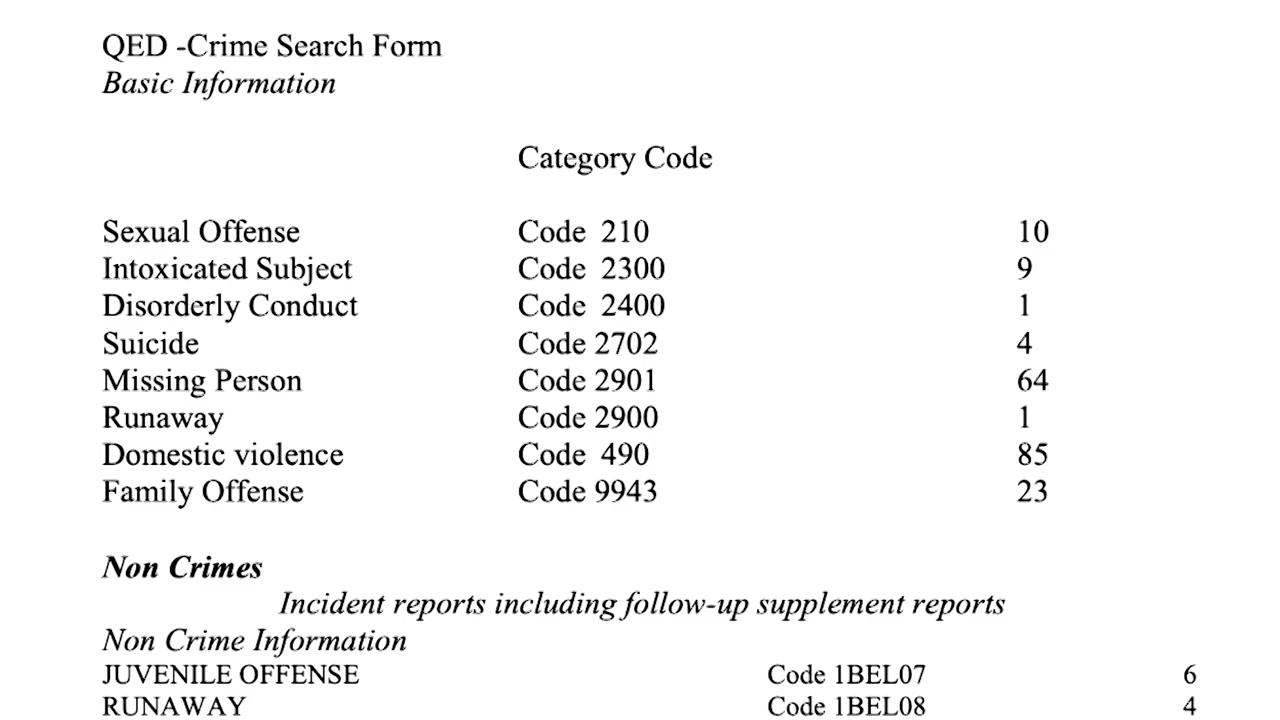 QED -Crime Search Form
Basic Information
Category Code
Sexual Offense Code 210 10
Intoxicated Subject Code 2300 9
Disorderly Conduct Code 2400 1
Suicide Code 2702 4
Missing Person Code 2901 64
Runaway Code 2900 1
Domestic violence Code 490 85
Family Offense Code 9943 23
Non Crimes
Incident reports including follow-up supplement reports
Non Crime Information
JUVENILE OFFENSE Code 1BEL07 6
RUNAWAY Code 1BEL08 4